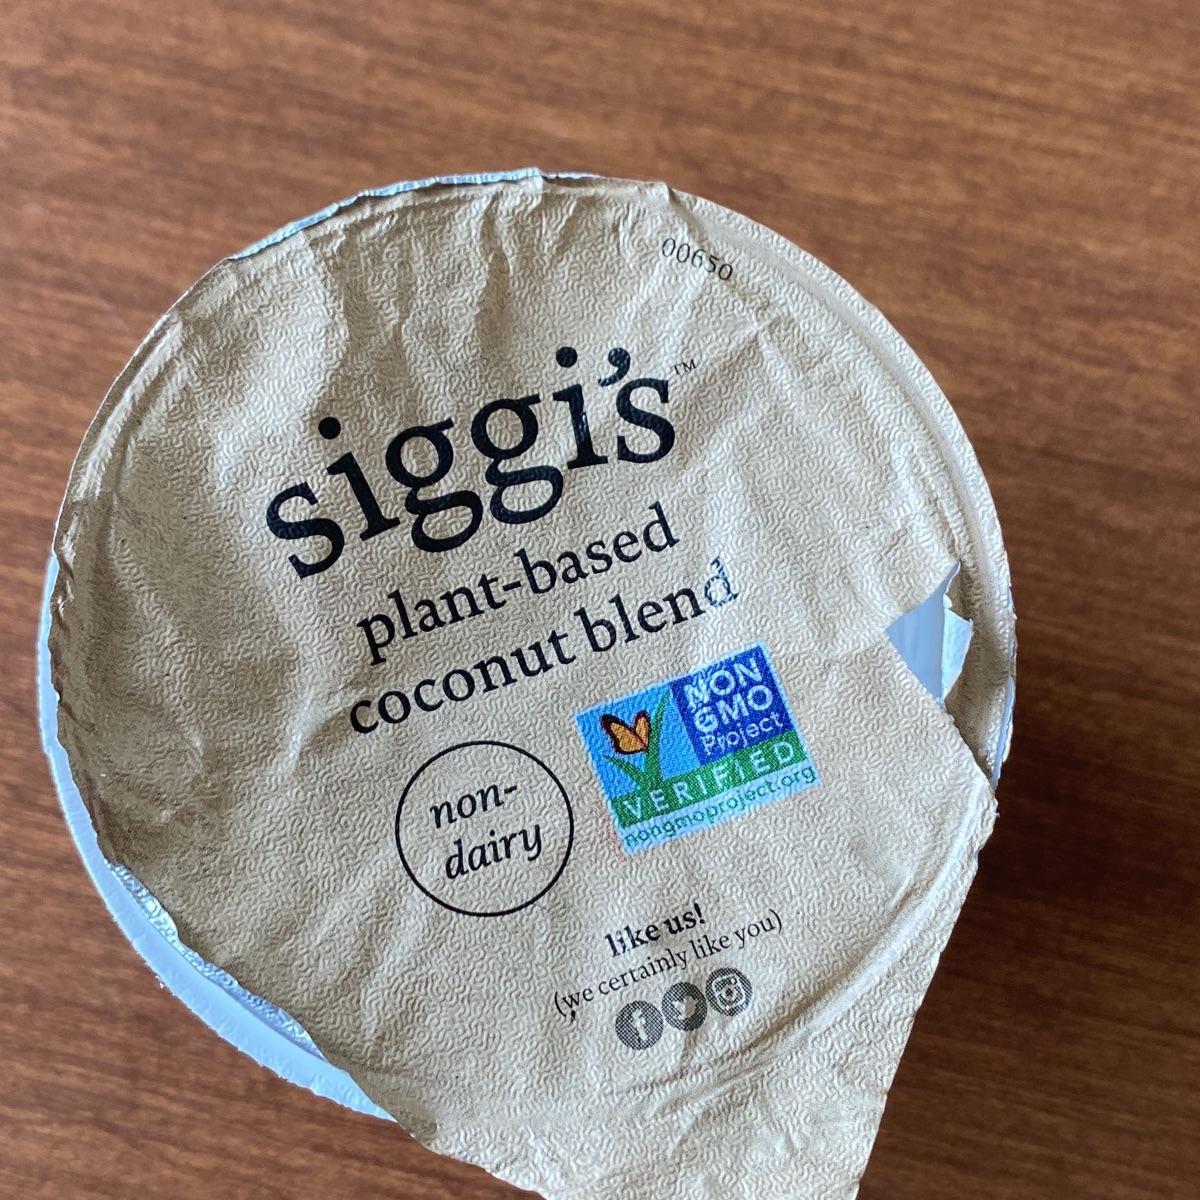 00650
siggi's™
plant-based
coconut blend
NON
GMO
Project
VERIFIED
nongmoproject.org
non-
dairy
like us!
(we certainly like you)
f